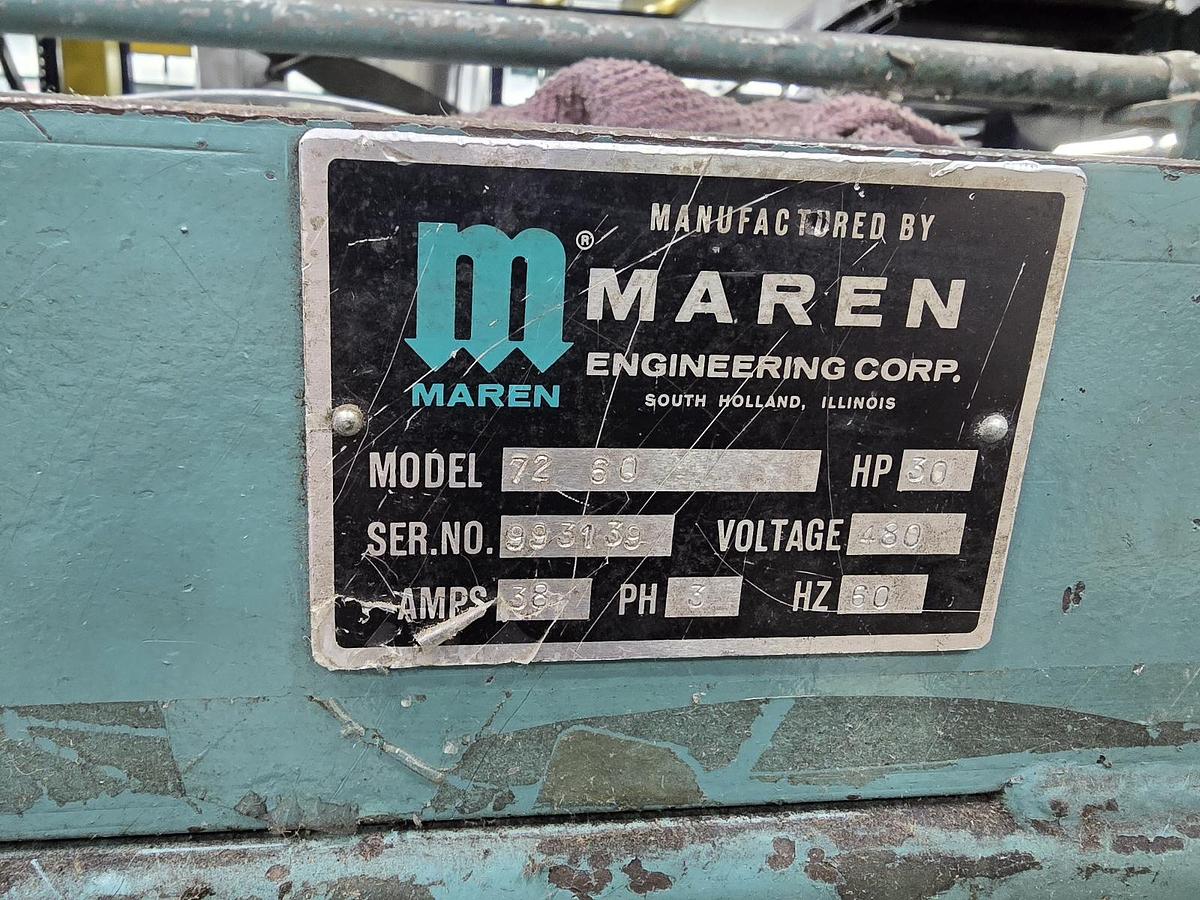 MANUFACTURED BY
m®
MAREN
MAREN
ENGINEERING CORP.
SOUTH HOLLAND, ILLINOIS
MODEL 72 60 HP 30
SER.NO. 993139 VOLTAGE 480
AMPS 38 PH 3 HZ 60